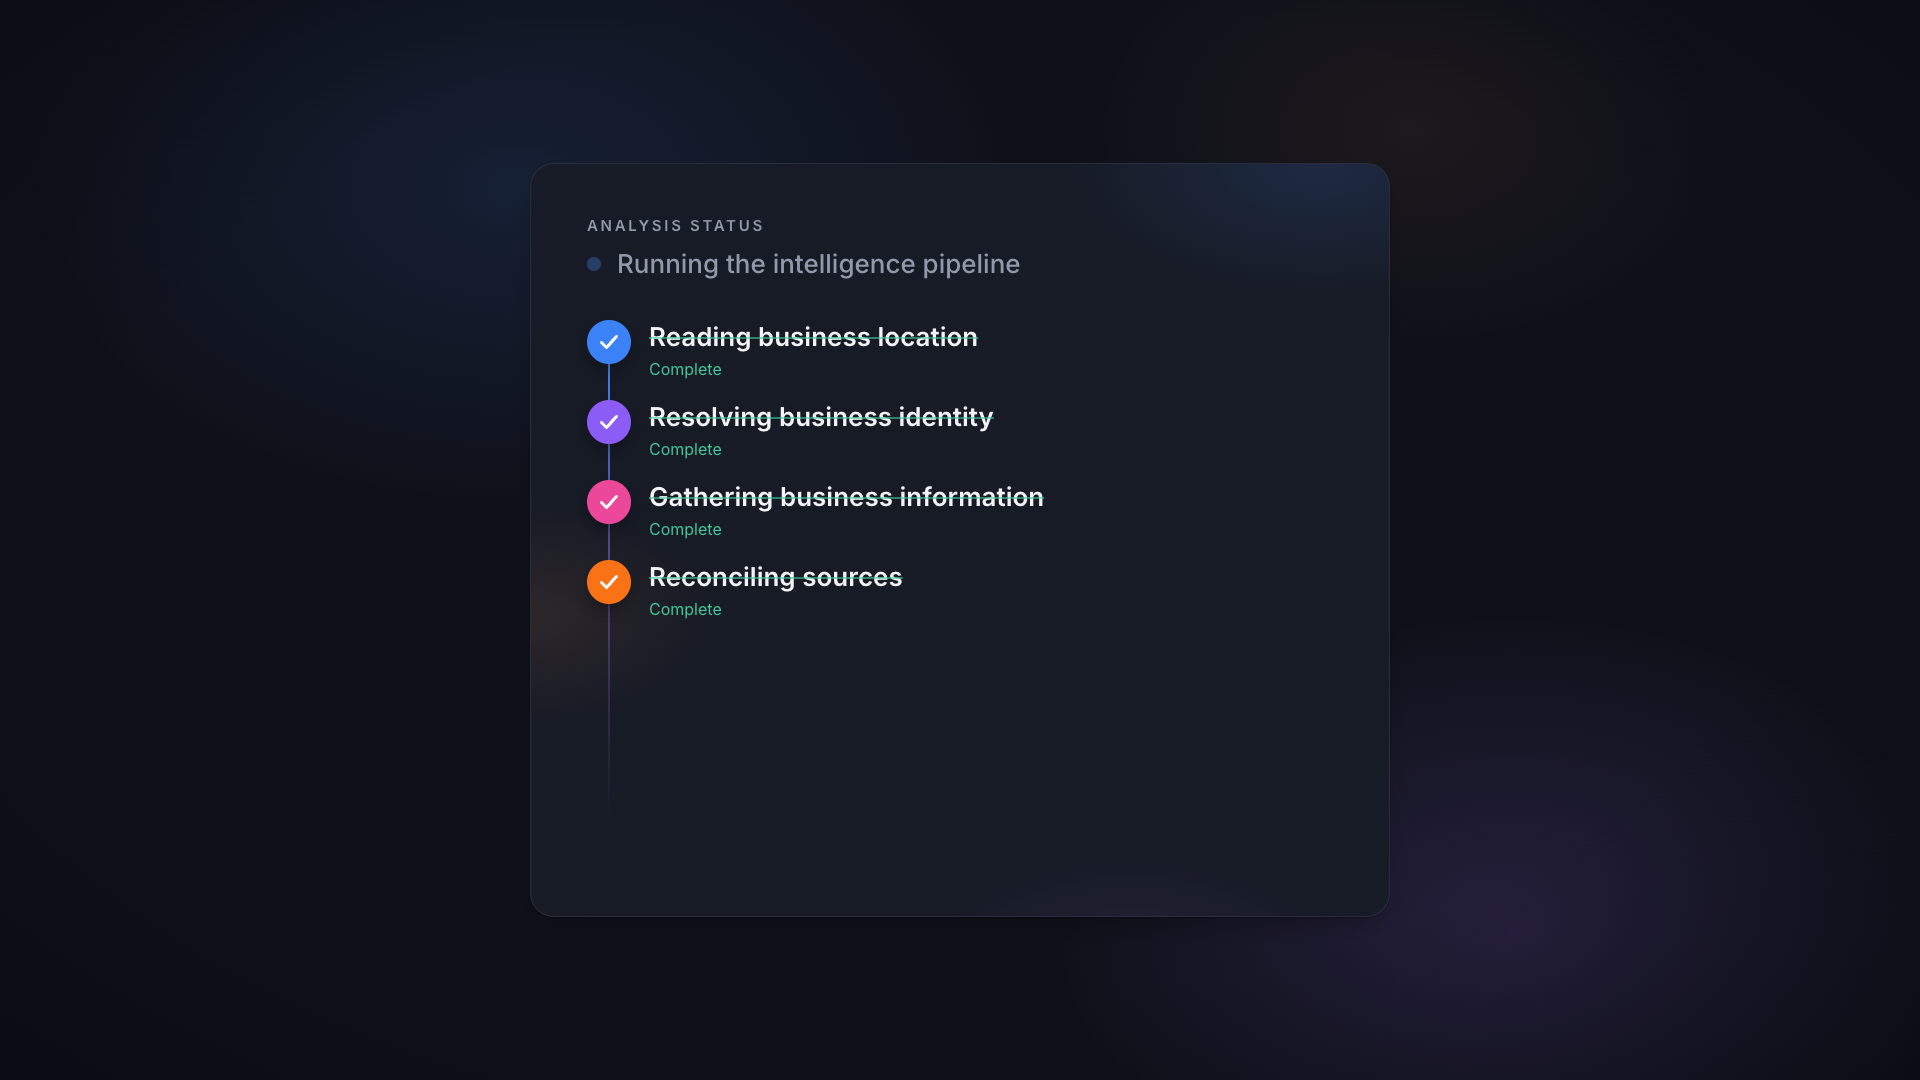 ANALYSIS STATUS
Running the intelligence pipeline
Reading business location
Complete
Resolving business identity
Complete
Gathering business information
Complete
Reconciling sources
Complete